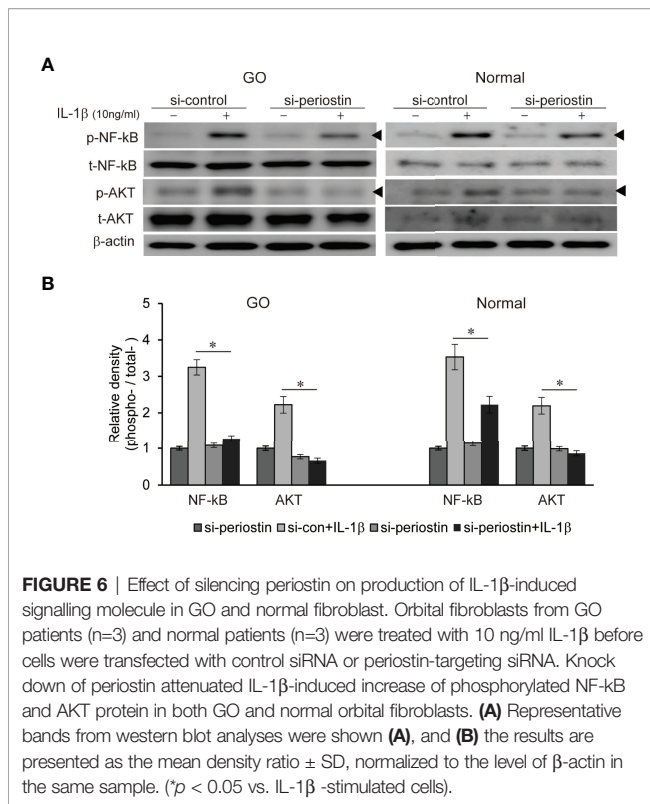 A
GO
Normal
si-control si-periostin si-control si-periostin
IL-1β (10ng/ml) − + − + − + − +
p-NF-kB
t-NF-kB
p-AKT
t-AKT
β-actin
B
GO
Normal
Relative density
(phospho- / total-)
5
4
3
2
1
0
* * * *
NF-kB AKT NF-kB AKT
si-periostin si-con+IL-1β si-periostin si-periostin+IL-1β
FIGURE 6 | Effect of silencing periostin on production of IL-1β-induced
signalling molecule in GO and normal fibroblast. Orbital fibroblasts from GO
patients (n=3) and normal patients (n=3) were treated with 10 ng/ml IL-1β before
cells were transfected with control siRNA or periostin-targeting siRNA. Knock
down of periostin attenuated IL-1β-induced increase of phosphorylated NF-kB
and AKT protein in both GO and normal orbital fibroblasts. (A) Representative
bands from western blot analyses were shown (A), and (B) the results are
presented as the mean density ratio ± SD, normalized to the level of β-actin in
the same sample. (*p < 0.05 vs. IL-1β -stimulated cells).